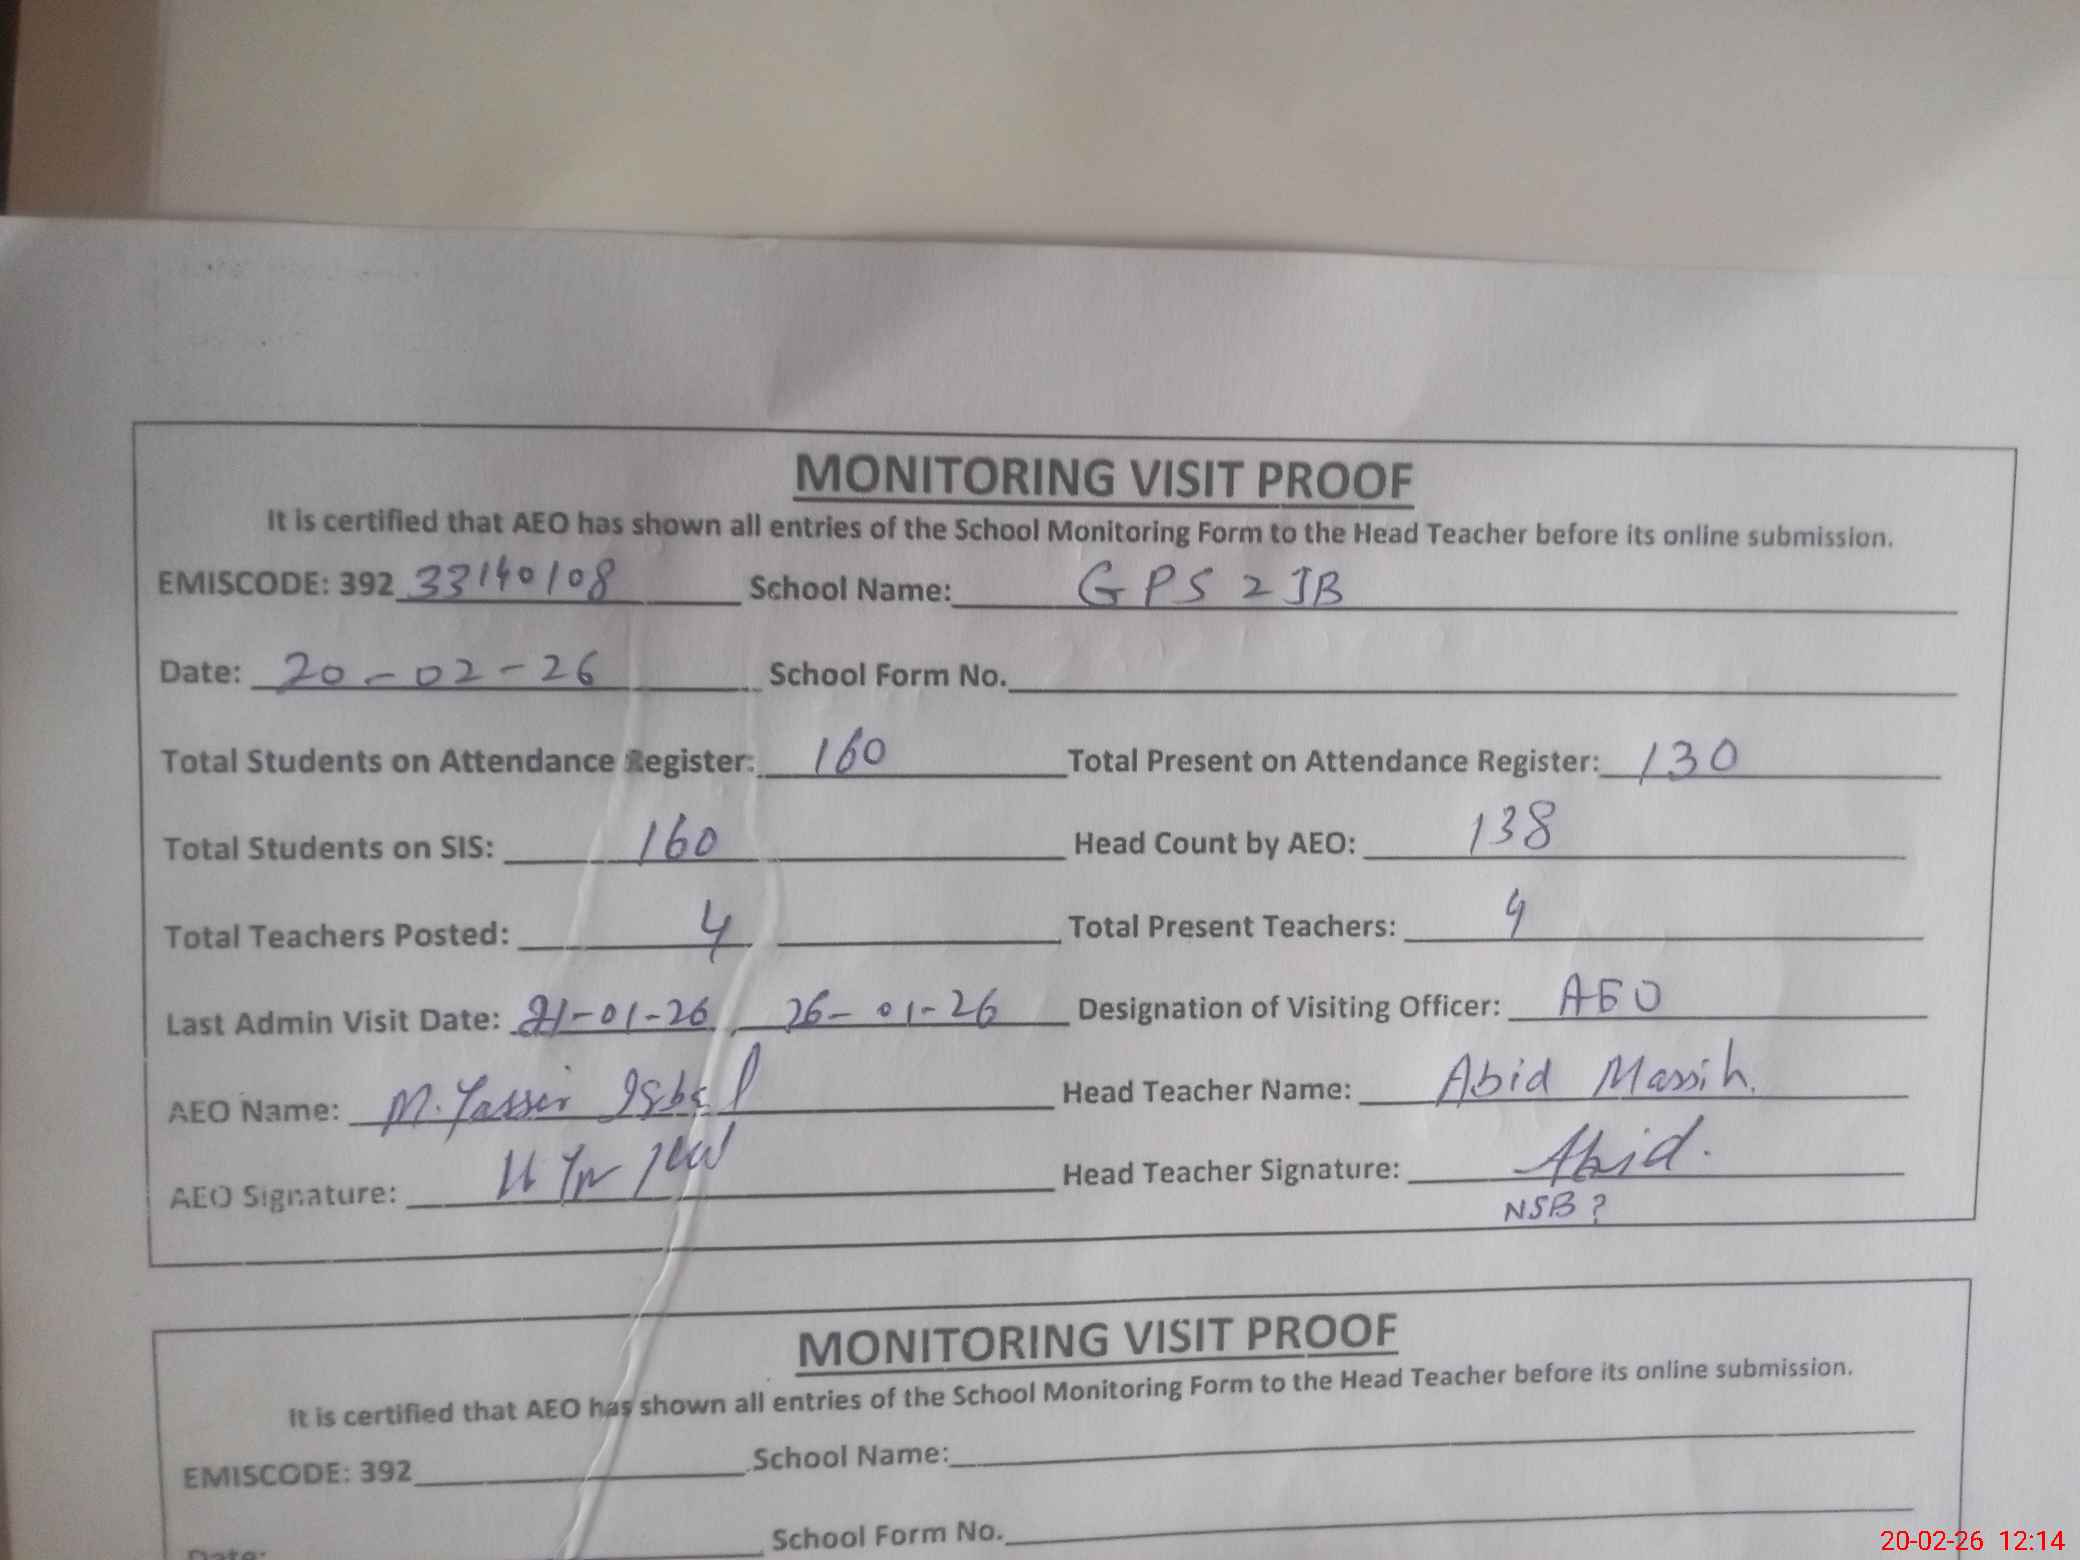 MONITORING VISIT PROOF
It is certified that AEO has shown all entries of the School Monitoring Form to the Head Teacher before its online submission.
EMISCODE: 392 33140108 School Name: GPS 2 JB
Date: 20-02-26 School Form No.
Total Students on Attendance Register: 160 Total Present on Attendance Register: 130
Total Students on SIS: 160 Head Count by AEO: 138
Total Teachers Posted: 4 Total Present Teachers: 4
Last Admin Visit Date: 21-01-26, 26-01-26 Designation of Visiting Officer: AEO
AEO Name: M. Yassir Iqbal Head Teacher Name: Abid Massih.
AEO Signature: Head Teacher Signature: Abid.
NSB ?
MONITORING VISIT PROOF
It is certified that AEO has shown all entries of the School Monitoring Form to the Head Teacher before its online submission.
EMISCODE: 392 School Name:
Date: School Form No.
20-02-26 12:14